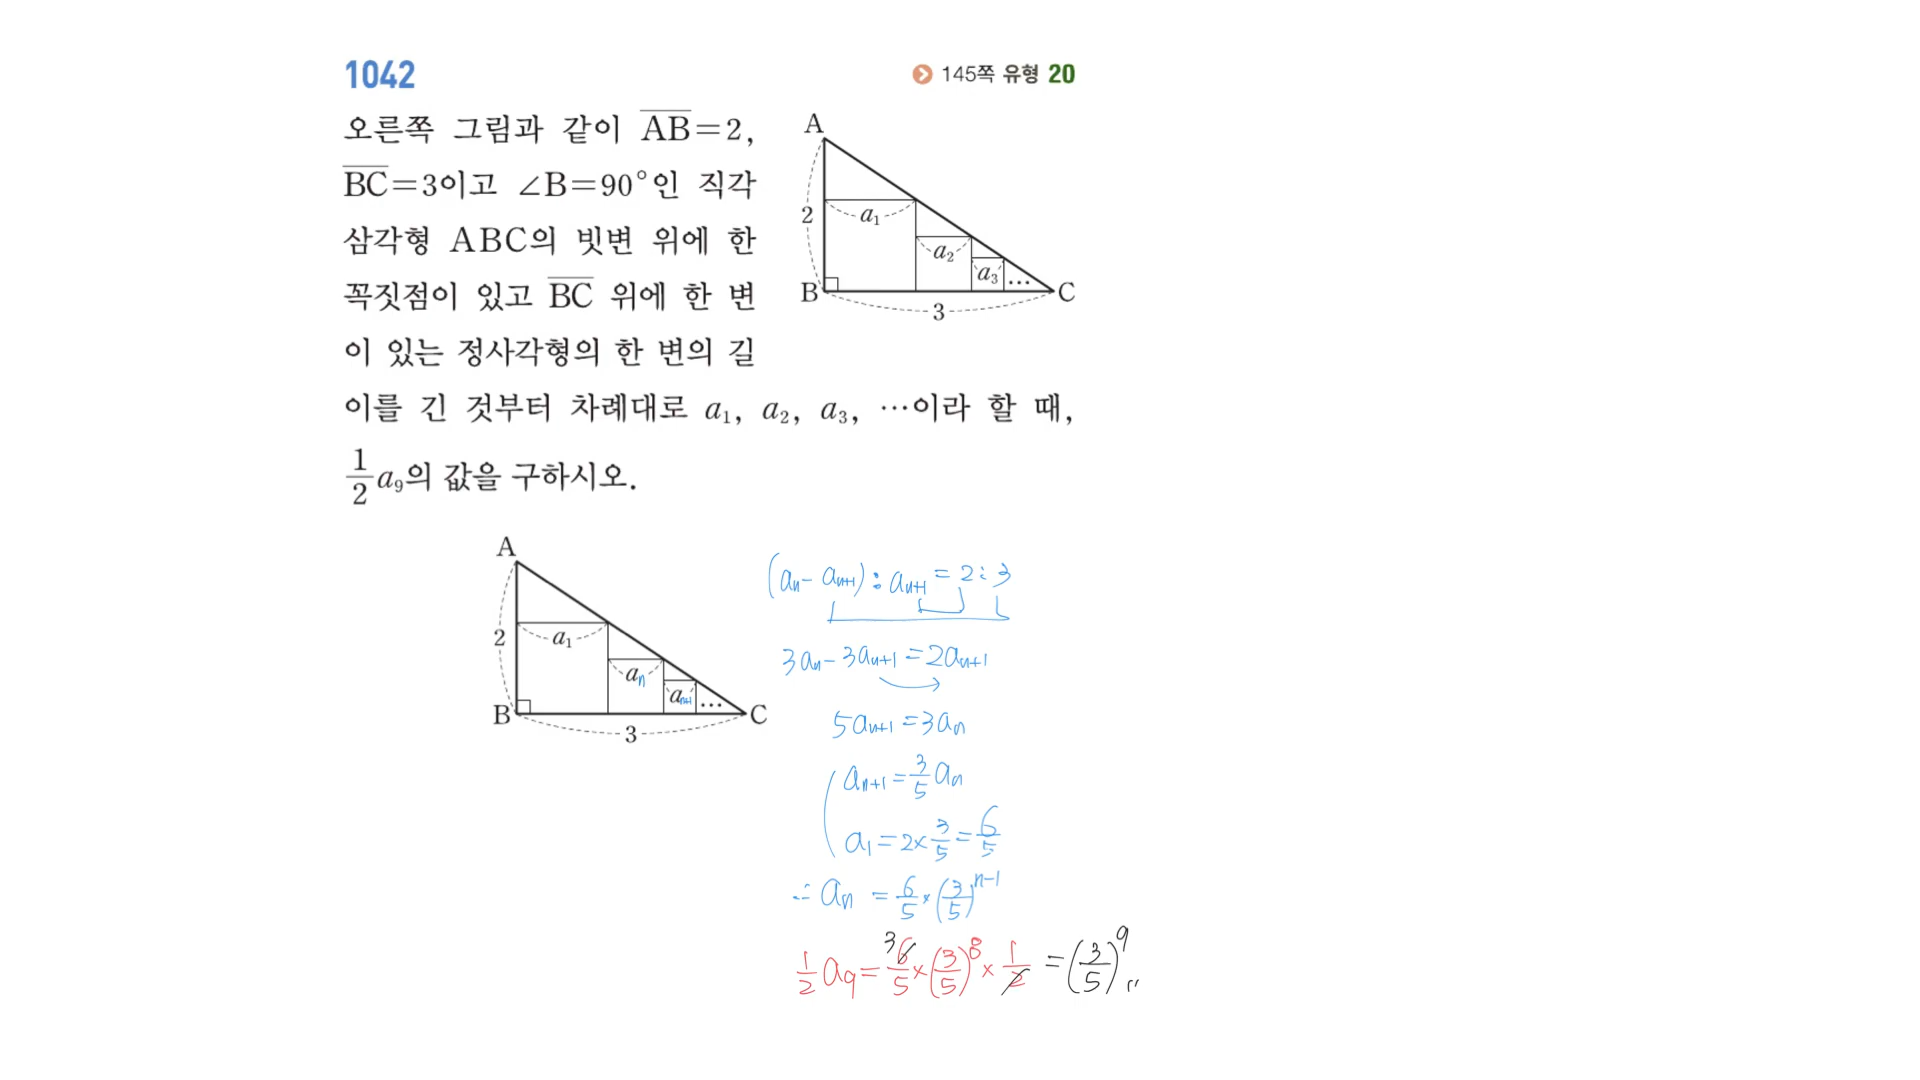 1042
145쪽 유형 20
오른쪽 그림과 같이 \overline{AB}=2,
\overline{BC}=3이고 ∠B=90°인 직각
삼각형 ABC의 빗변 위에 한
꼭짓점이 있고 \overline{BC} 위에 한 변
이 있는 정사각형의 한 변의 길
이를 긴 것부터 차례대로 a₁, a₂, a₃, …이라 할 때,
1/2 a₉의 값을 구하시오.
A
2
a₁
a₂
a₃
…
B
C
3
A
2
a₁
aₙ
aₙ₊₁
…
B
C
3
(aₙ - aₙ₊₁) : aₙ₊₁ = 2 : 3
3aₙ - 3aₙ₊₁ = 2aₙ₊₁
5aₙ₊₁ = 3aₙ
aₙ₊₁ = 3/5 aₙ
a₁ = 2 × 3/5 = 6/5
∴ aₙ = 6/5 × (3/5)ⁿ⁻¹
1/2 a₉ = 6/5 × (3/5)⁸ × 1/2 = (3/5)⁹
3